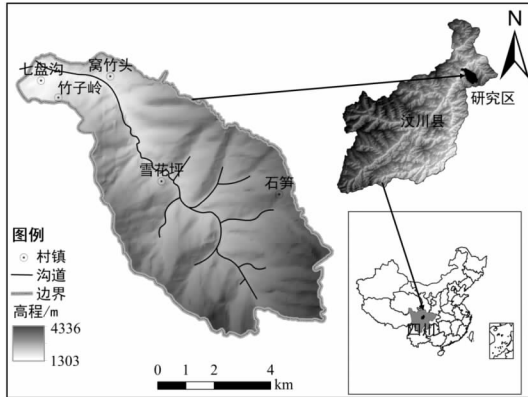 N
七盘沟
窝竹头
竹子岭
研究区
汶川县
雪花坪
石笋
图例
村镇
沟道
边界
高程/m
4336
1303
0 2 4
km
四川